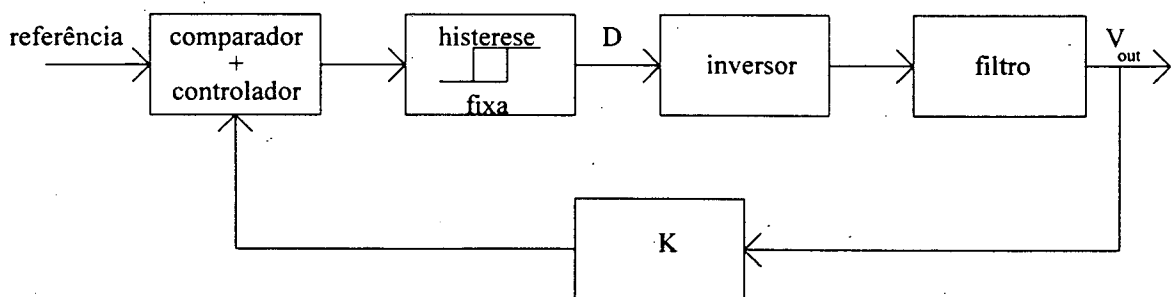 referência
comparador
+
controlador
histerese
fixa
D
inversor
filtro
V
out
K